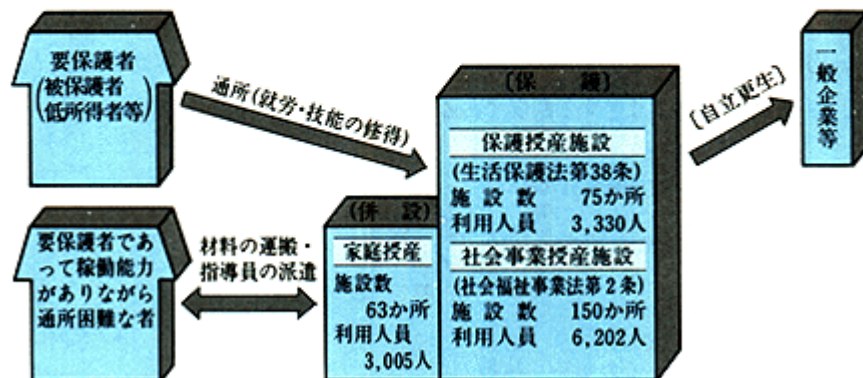 要保護者
(被保護者
低所得者等)
通所(就労・技能の修得)
〔保護〕
保護授産施設
(生活保護法第38条)
施設数 75か所
利用人員 3,330人
社会事業授産施設
(社会福祉事業法第2条)
施設数 150か所
利用人員 6,202人
〔自立更生〕
一般企業等
要保護者であ
って稼働能力
がありながら
通所困難な者
材料の運搬・
指導員の派遣
(併設)
家庭授産
施設数
63か所
利用人員
3,005人